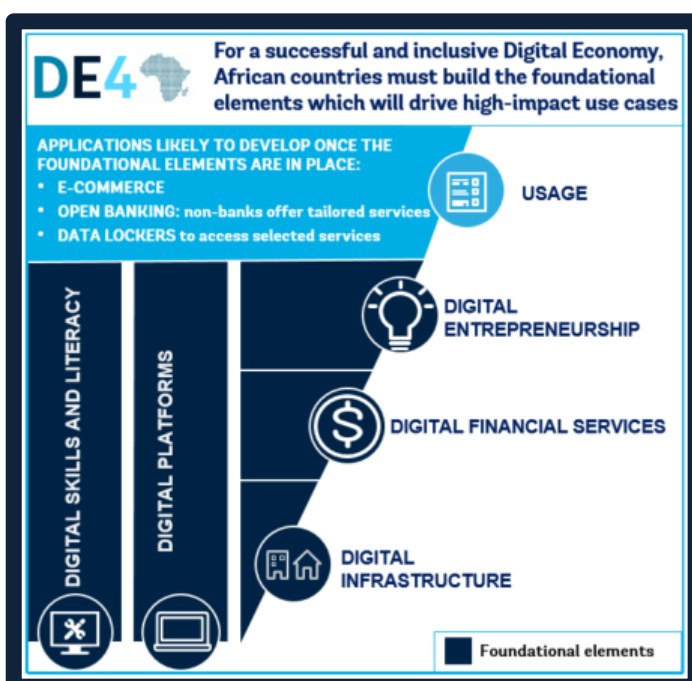 DE4
For a successful and inclusive Digital Economy,
African countries must build the foundational
elements which will drive high-impact use cases
APPLICATIONS LIKELY TO DEVELOP ONCE THE
FOUNDATIONAL ELEMENTS ARE IN PLACE:
• E-COMMERCE
• OPEN BANKING: non-banks offer tailored services
• DATA LOCKERS to access selected services
USAGE
DIGITAL SKILLS AND LITERACY
DIGITAL PLATFORMS
DIGITAL
ENTREPRENEURSHIP
$
DIGITAL FINANCIAL SERVICES
DIGITAL
INFRASTRUCTURE
Foundational elements